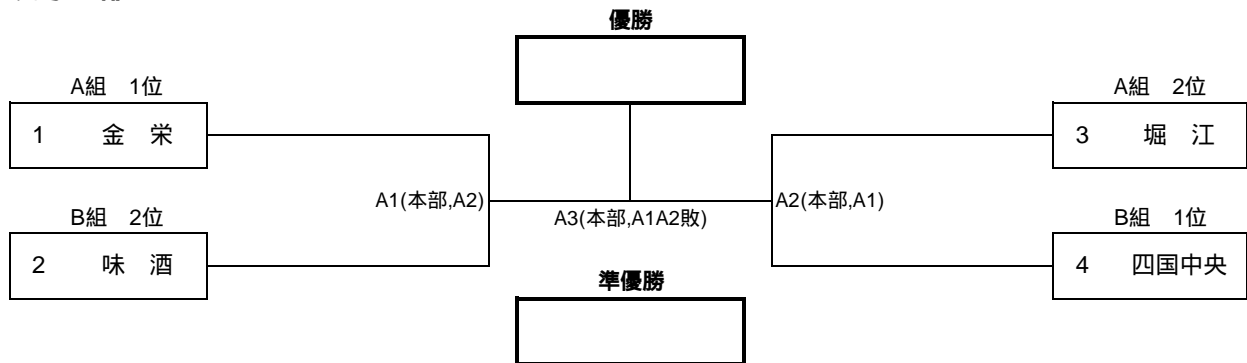 優勝
A組 1位
A組 2位
1 金 栄
3 堀 江
A1(本部,A2)
A3(本部,A1A2敗)
A2(本部,A1)
B組 2位
B組 1位
2 味 酒
4 四国中央
準優勝